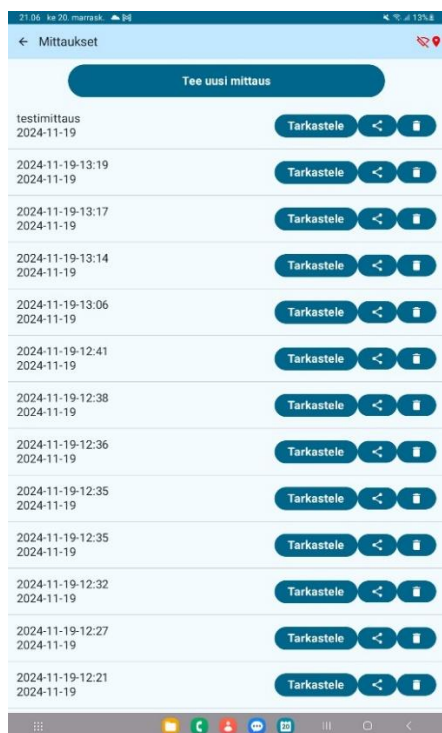 21.06 ke 20. marrask.
13%
Mittaukset
Tee uusi mittaus
testimittaus
2024-11-19
Tarkastele
2024-11-19-13:19
2024-11-19
Tarkastele
2024-11-19-13:17
2024-11-19
Tarkastele
2024-11-19-13:14
2024-11-19
Tarkastele
2024-11-19-13:06
2024-11-19
Tarkastele
2024-11-19-12:41
2024-11-19
Tarkastele
2024-11-19-12:38
2024-11-19
Tarkastele
2024-11-19-12:36
2024-11-19
Tarkastele
2024-11-19-12:35
2024-11-19
Tarkastele
2024-11-19-12:35
2024-11-19
Tarkastele
2024-11-19-12:32
2024-11-19
Tarkastele
2024-11-19-12:27
2024-11-19
Tarkastele
2024-11-19-12:21
2024-11-19
Tarkastele
20